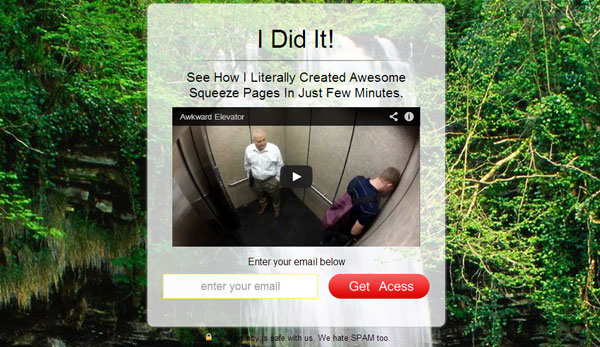 I Did It!
See How I Literally Created Awesome
Squeeze Pages In Just Few Minutes.
Awkward Elevator
Enter your email below
enter your email
Get Acess
privacy is safe with us. We hate SPAM too.